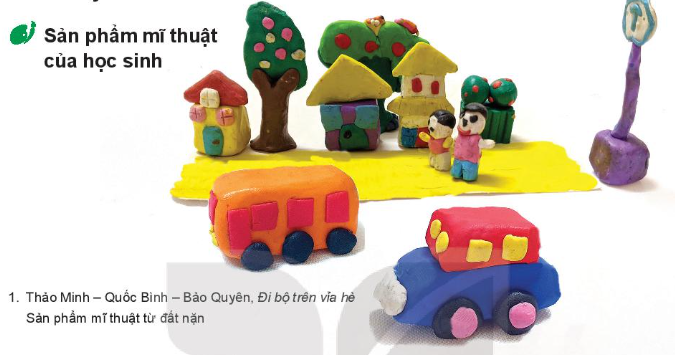 Sản phẩm mĩ thuật
của học sinh
1. Thảo Minh – Quốc Bình – Bảo Quyên, Đi bộ trên vỉa hè
Sản phẩm mĩ thuật từ đất nặn